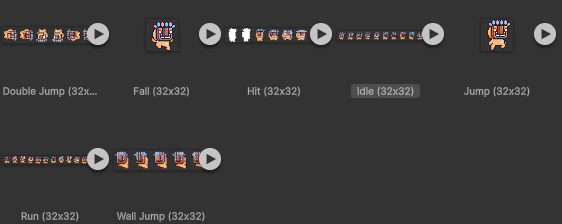 Double Jump (32x...
Fall (32x32)
Hit (32x32)
Idle (32x32)
Jump (32x32)
Run (32x32)
Wall Jump (32x32)